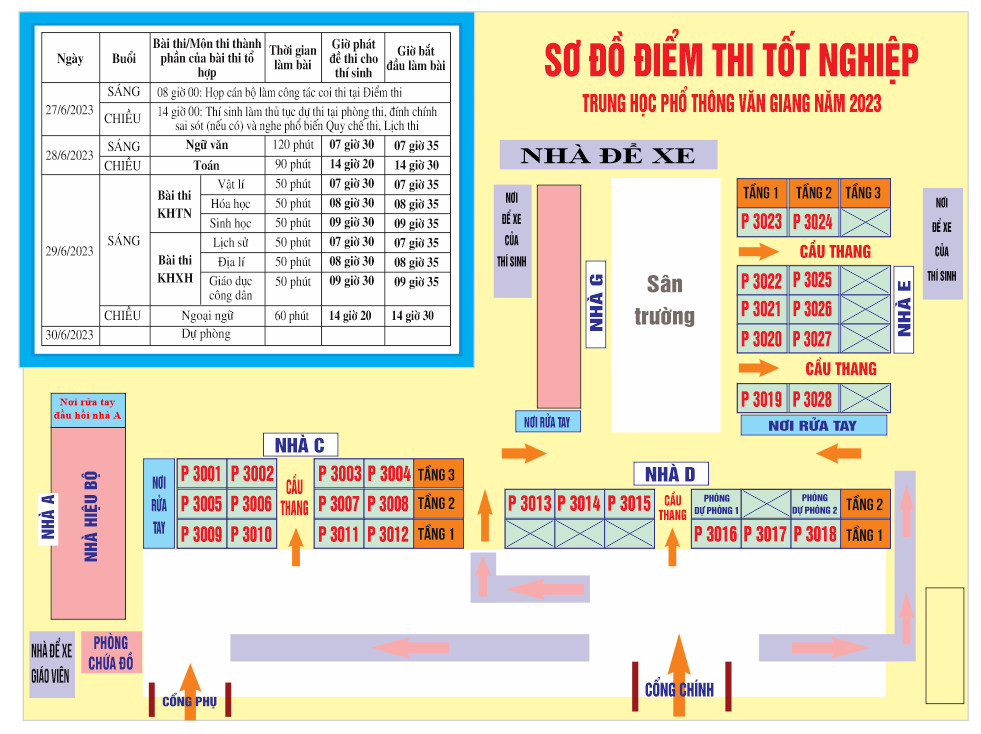 SƠ ĐỒ ĐIỂM THI TỐT NGHIỆP
TRUNG HỌC PHỔ THÔNG VĂN GIANG NĂM 2023
Ngày
Buổi
Bài thi/Môn thi thành
phần của bài thi tổ
hợp
Thời gian
làm bài
Giờ phát
đề thi cho
thí sinh
Giờ bắt
đầu làm bài
27/6/2023
SÁNG
08 giờ 00: Họp cán bộ làm công tác coi thi tại Điểm thi
CHIỀU
14 giờ 00: Thí sinh làm thủ tục dự thi tại phòng thi, đính chính
sai sót (nếu có) và nghe phổ biến Quy chế thi, Lịch thi
28/6/2023
SÁNG
Ngữ văn
120 phút
07 giờ 30
07 giờ 35
CHIỀU
Toán
90 phút
14 giờ 20
14 giờ 30
29/6/2023
SÁNG
Bài thi
KHTN
Vật lí
50 phút
07 giờ 30
07 giờ 35
Hóa học
50 phút
08 giờ 30
08 giờ 35
Sinh học
50 phút
09 giờ 30
09 giờ 35
Bài thi
KHXH
Lịch sử
50 phút
07 giờ 30
07 giờ 35
Địa lí
50 phút
08 giờ 30
08 giờ 35
Giáo dục
công dân
50 phút
09 giờ 30
09 giờ 35
CHIỀU
Ngoại ngữ
60 phút
14 giờ 20
14 giờ 30
30/6/2023
Dự phòng
NHÀ ĐỂ XE
NƠI
ĐỂ XE
CỦA
THÍ SINH
NHÀ G
Sân
trường
TẦNG 1
TẦNG 2
TẦNG 3
P 3023
P 3024
CẦU THANG
P 3022
P 3025
P 3021
P 3026
P 3020
P 3027
CẦU THANG
P 3019
P 3028
NHÀ E
NƠI
ĐỂ XE
CỦA
THÍ SINH
NƠI RỬA TAY
NƠI RỬA TAY
Nơi rửa tay
đầu hồi nhà A
NHÀ A
NHÀ HIỆU BỘ
NHÀ C
NƠI
RỬA
TAY
P 3001
P 3002
CẦU
THANG
P 3003
P 3004
TẦNG 3
P 3005
P 3006
P 3007
P 3008
TẦNG 2
P 3009
P 3010
P 3011
P 3012
TẦNG 1
NHÀ D
P 3013
P 3014
P 3015
CẦU
THANG
PHÒNG
DỰ PHÒNG 1
PHÒNG
DỰ PHÒNG 2
TẦNG 2
P 3016
P 3017
P 3018
TẦNG 1
NHÀ ĐỂ XE
GIÁO VIÊN
PHÒNG
CHỨA ĐỒ
CỔNG PHỤ
CỔNG CHÍNH